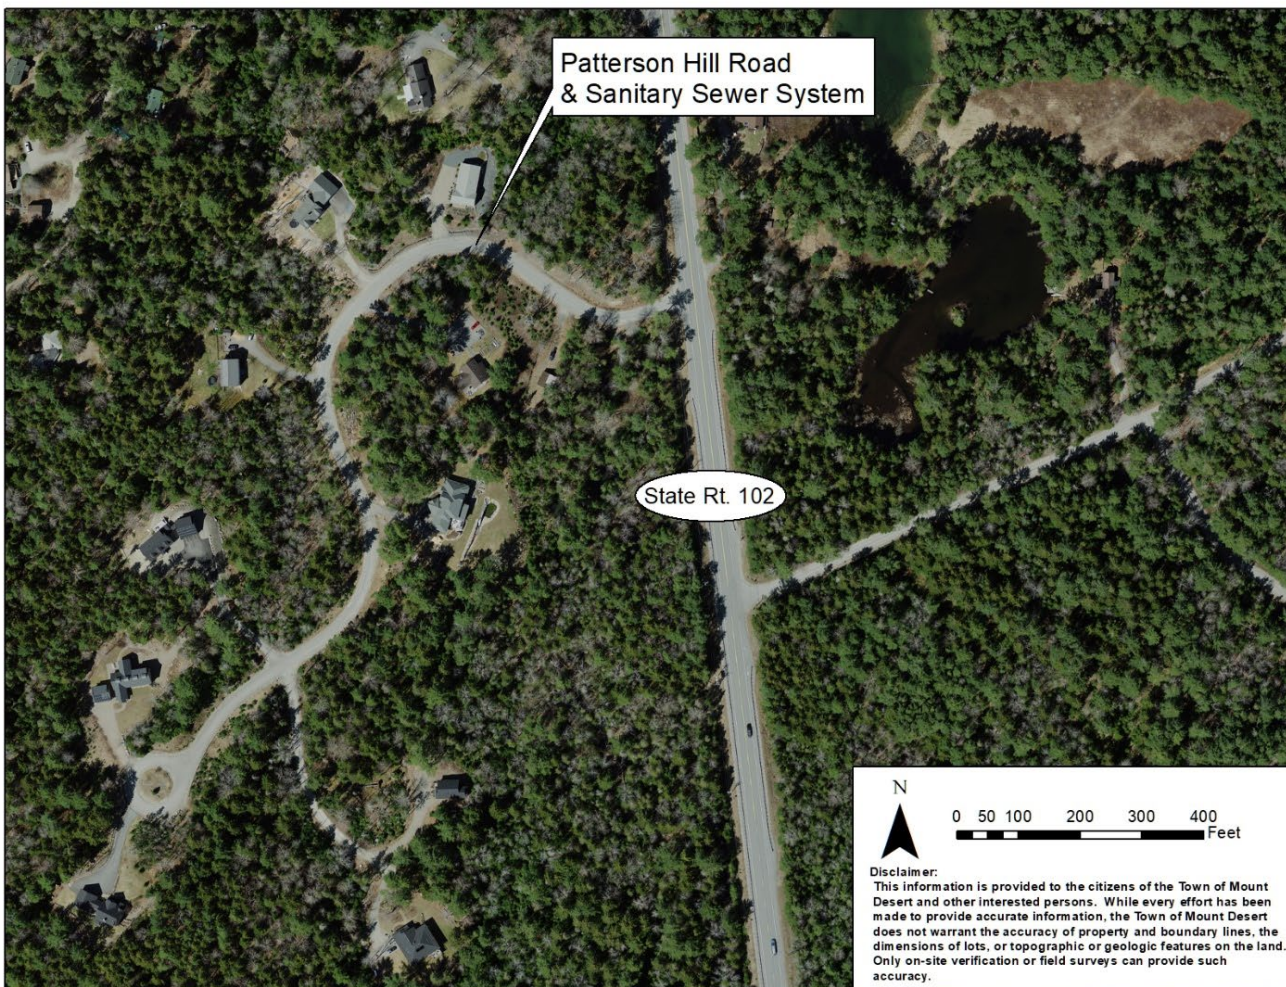 Patterson Hill Road
& Sanitary Sewer System
State Rt. 102
N
0 50 100 200 300 400
Feet
Disclaimer:
This information is provided to the citizens of the Town of Mount
Desert and other interested persons. While every effort has been
made to provide accurate information, the Town of Mount Desert
does not warrant the accuracy of property and boundary lines, the
dimensions of lots, or topographic or geologic features on the land.
Only on-site verification or field surveys can provide such
accuracy.